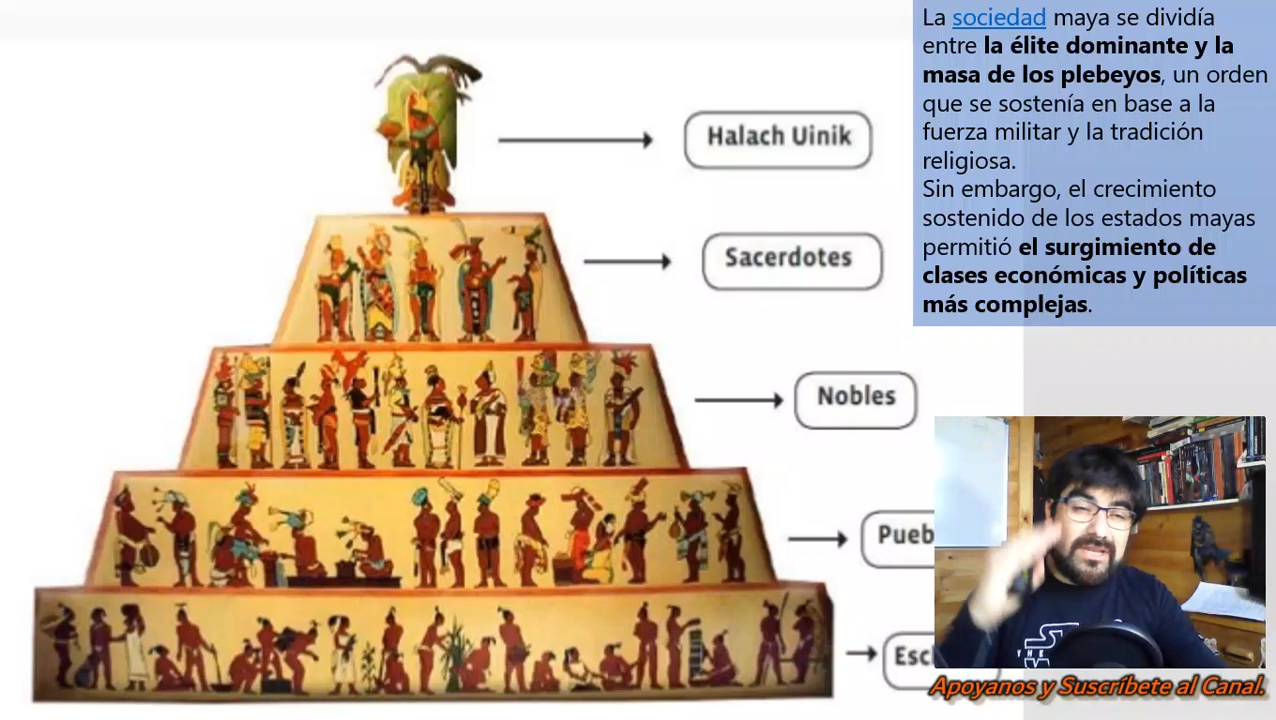 La sociedad maya se dividía
entre la élite dominante y la
masa de los plebeyos, un orden
que se sostenía en base a la
fuerza militar y la tradición
religiosa.
Sin embargo, el crecimiento
sostenido de los estados mayas
permitió el surgimiento de
clases económicas y políticas
más complejas.
Halach Uinik
Sacerdotes
Nobles
Pueb
Escl
Apoyanos y Suscríbete al Canal.